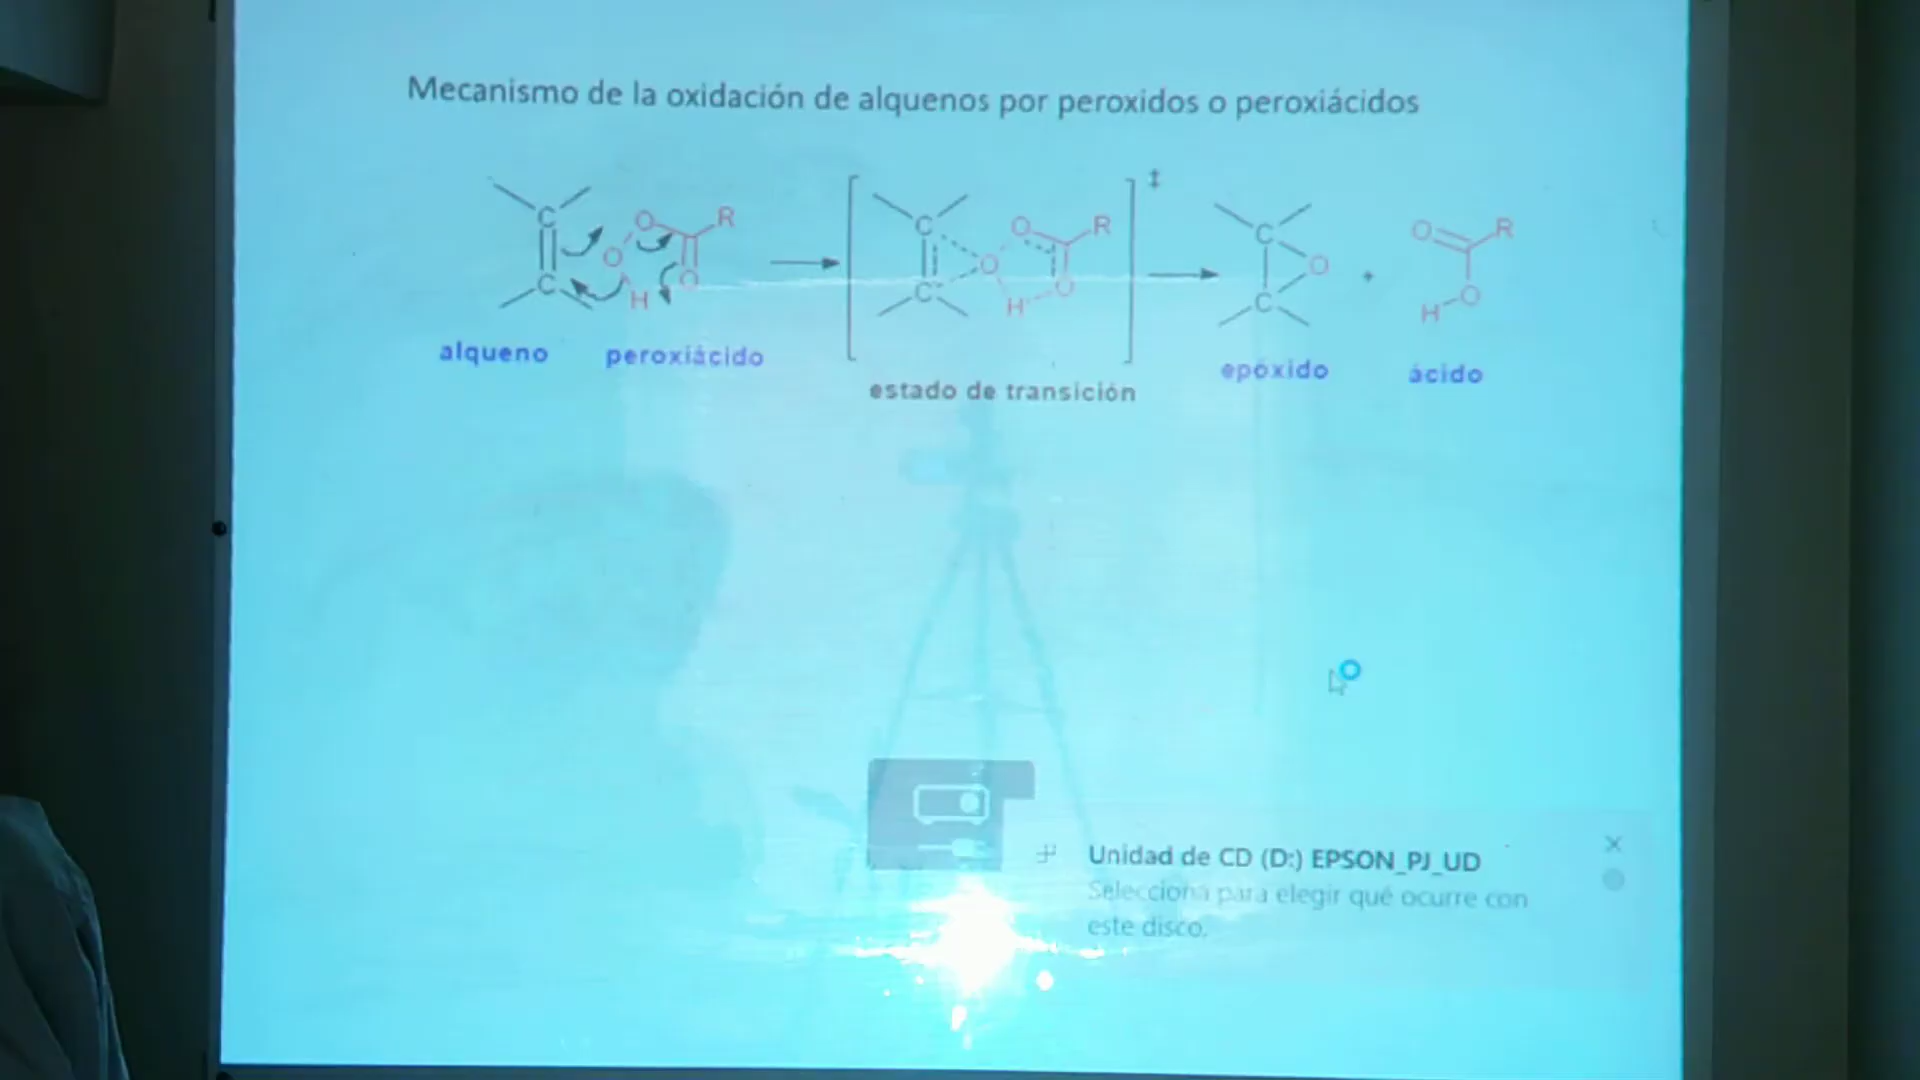 Mecanismo de la oxidación de alquenos por peroxidos o peroxiácidos
C C O O O H R
‡
C C O O O H R
C C O + O R O H
alqueno peroxiácido
estado de transición
epóxido ácido
Unidad de CD (D:) EPSON_PJ_UD
Selecciona para elegir qué ocurre con
este disco.